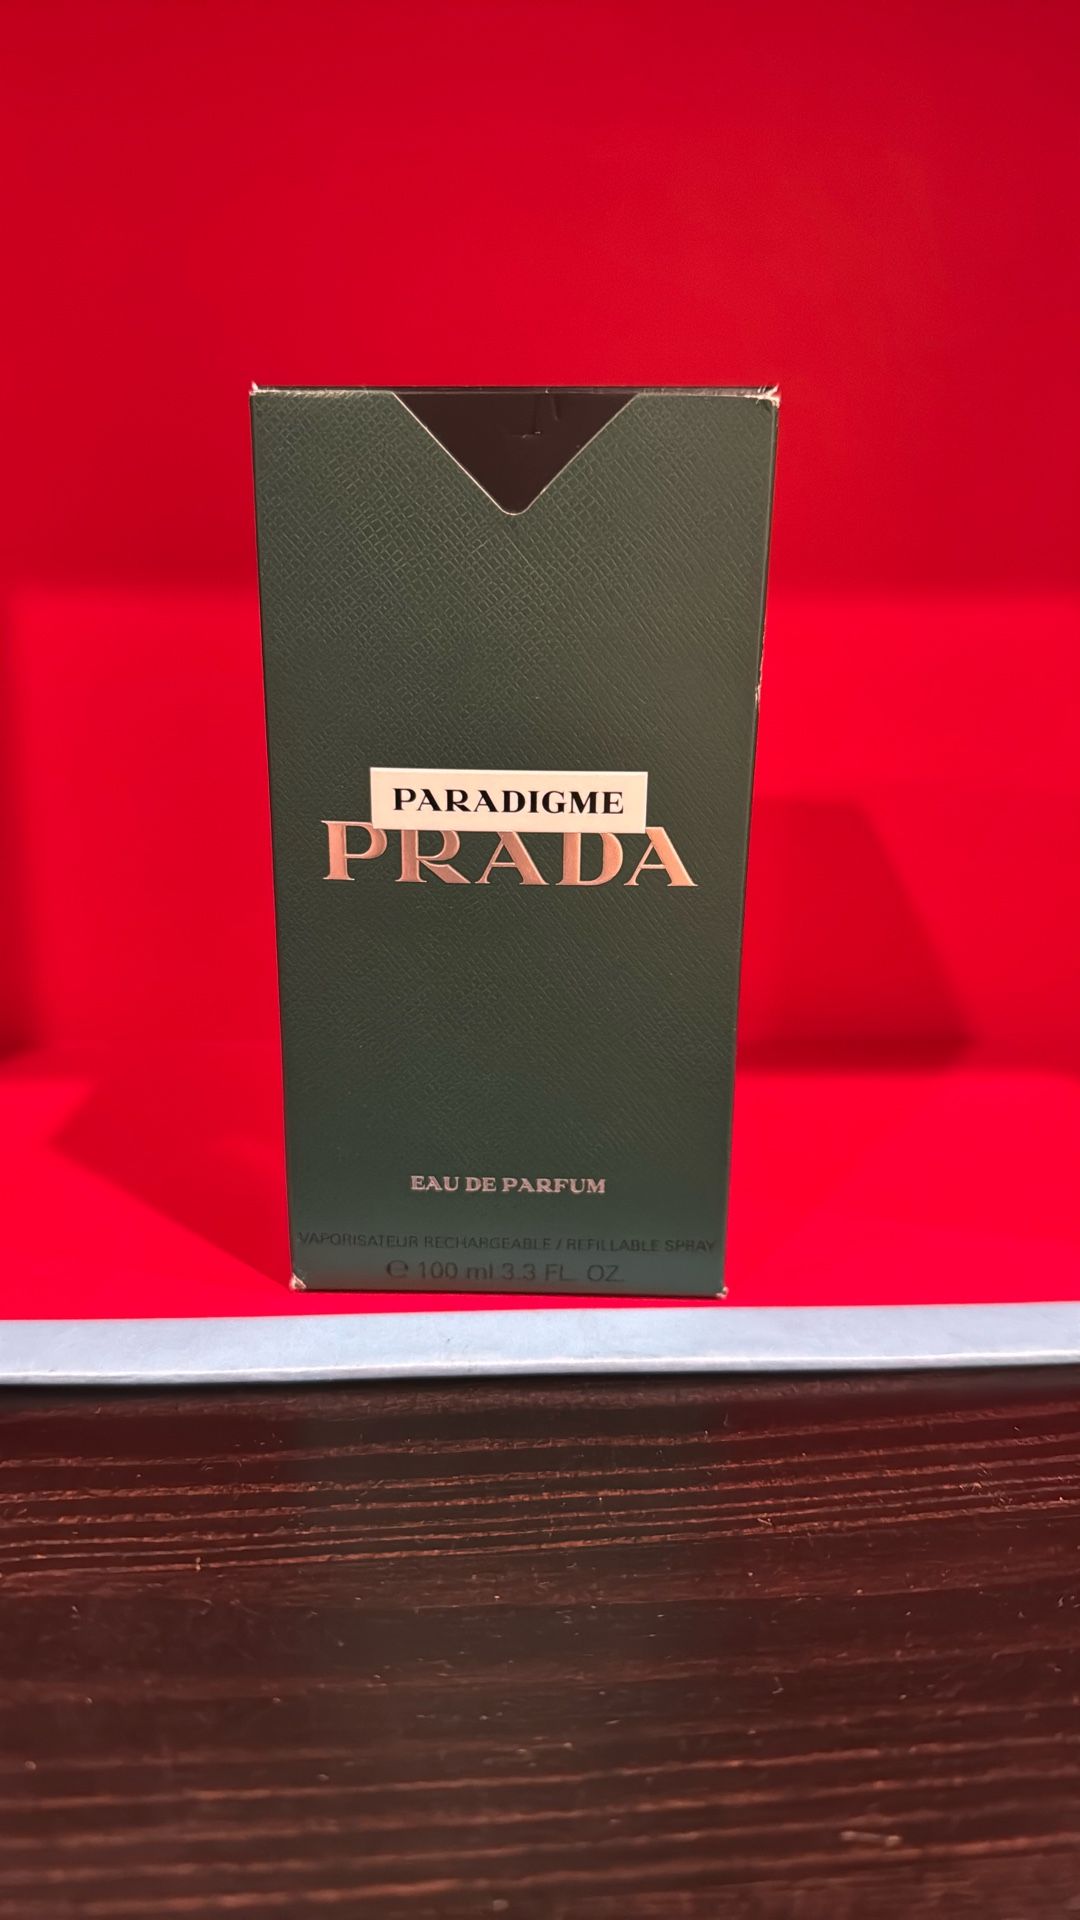 PARADIGME
PRADA
EAU DE PARFUM
VAPORISATEUR RECHARGEABLE / REFILLABLE SPRAY
℮ 100 ml 3.3 FL. OZ.